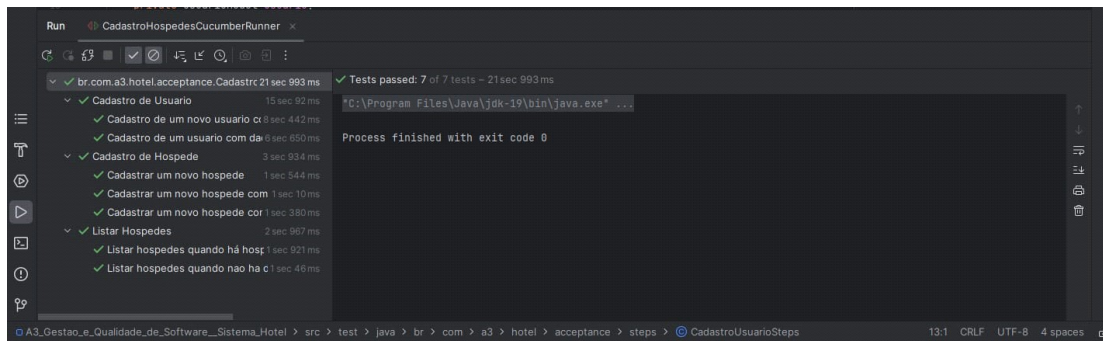 private
Run CadastroHospedesCucumberRunner ×
br.com.a3.hotel.acceptance.Cadastrc 21 sec 993 ms
Tests passed: 7 of 7 tests – 21 sec 993 ms
Cadastro de Usuario 15 sec 92 ms
"C:\Program Files\Java\jdk-19\bin\java.exe" ...
Cadastro de um novo usuario 8 sec 442 ms
Cadastro de um usuario com 6 sec 650 ms
Process finished with exit code 0
Cadastro de Hospede 3 sec 934 ms
Cadastrar um novo hospede 1 sec 544 ms
Cadastrar um novo hospede com 1 sec 10 ms
Cadastrar um novo hospede cor 1 sec 380 ms
Listar Hospedes 2 sec 967 ms
Listar hospedes quando há 1 sec 921 ms
Listar hospedes quando nao ha 1 sec 46 ms
A3_Gestao_e_Qualidade_de_Software__Sistema_Hotel > src > test > java > br > com > a3 > hotel > acceptance > steps > CadastroUsuarioSteps 13:1 CRLF UTF-8 4 spaces